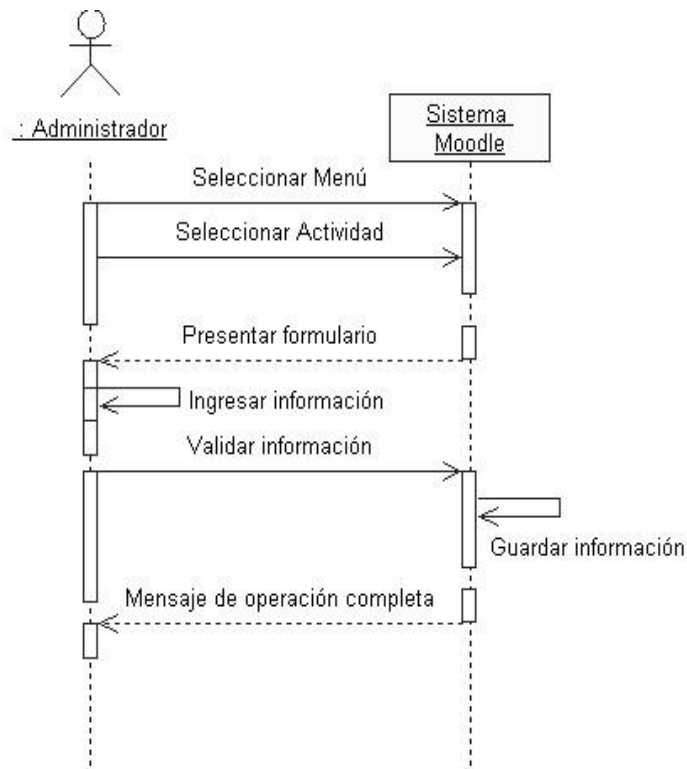 : Administrador
Sistema
Moodle
Seleccionar Menú
Seleccionar Actividad
Presentar formulario
Ingresar información
Validar información
Guardar información
Mensaje de operación completa